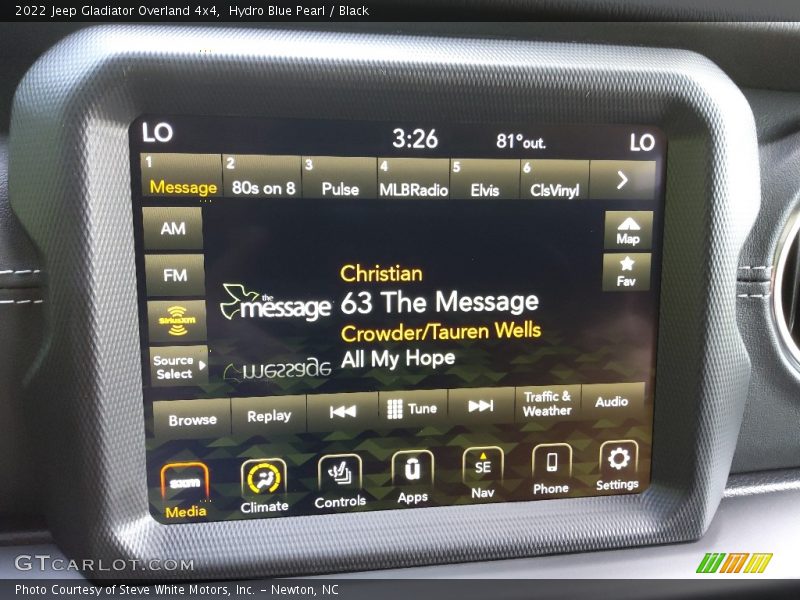 2022 Jeep Gladiator Overland 4x4,  Hydro Blue Pearl / Black
LO 3:26 81°out. LO
1 2 3 4 5 6
Message 80s on 8 Pulse MLBRadio Elvis ClsVinyl >
AM
Map
FM
Fav
Christian
the message 63 The Message
SiriusXM
Crowder/Tauren Wells
Source Select
message All My Hope
Browse Replay Tune Traffic & Weather Audio
SXM SE
Media Climate Controls Apps Nav Phone Settings
GTCARLOT.COM
Photo Courtesy of Steve White Motors, Inc. – Newton, NC